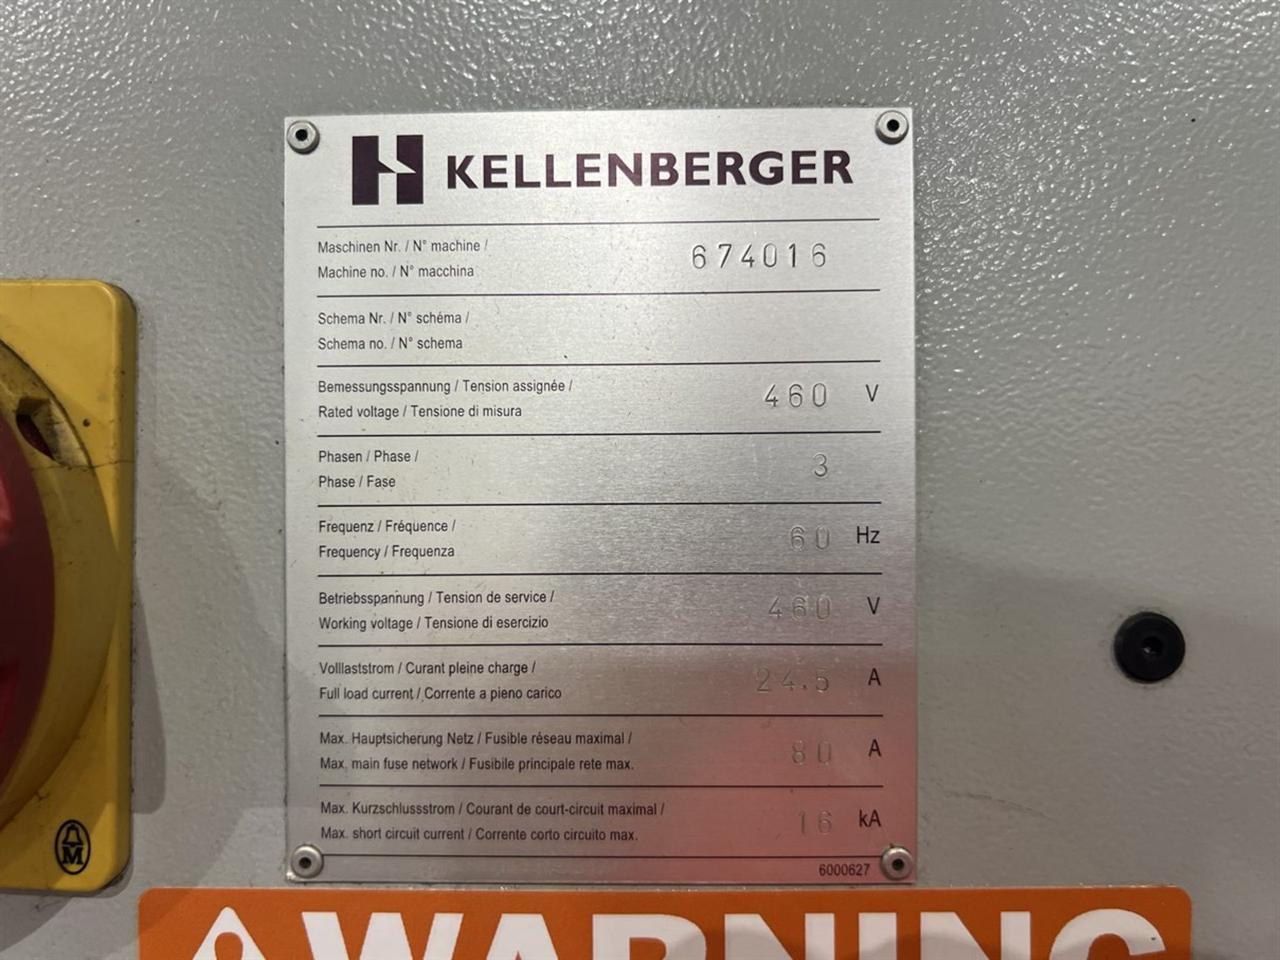 KELLENBERGER
Maschinen Nr. / N° machine /
Machine no. / N° macchina
674016
Schema Nr. / N° schéma /
Schema no. / N° schema
Bemessungsspannung / Tension assignée /
Rated voltage / Tensione di misura
460 V
Phasen / Phase /
Phase / Fase
3
Frequenz / Fréquence /
Frequency / Frequenza
60 Hz
Betriebsspannung / Tension de service /
Working voltage / Tensione di esercizio
460 V
Volllaststrom / Curant pleine charge /
Full load current / Corrente a pieno carico
24.5 A
Max. Hauptsicherung Netz / Fusible réseau maximal /
Max. main fuse network / Fusibile principale rete max.
80 A
Max. Kurzschlussstrom / Courant de court-circuit maximal /
Max. short circuit current / Corrente corto circuito max.
16 kA
6000627
M
WARNING